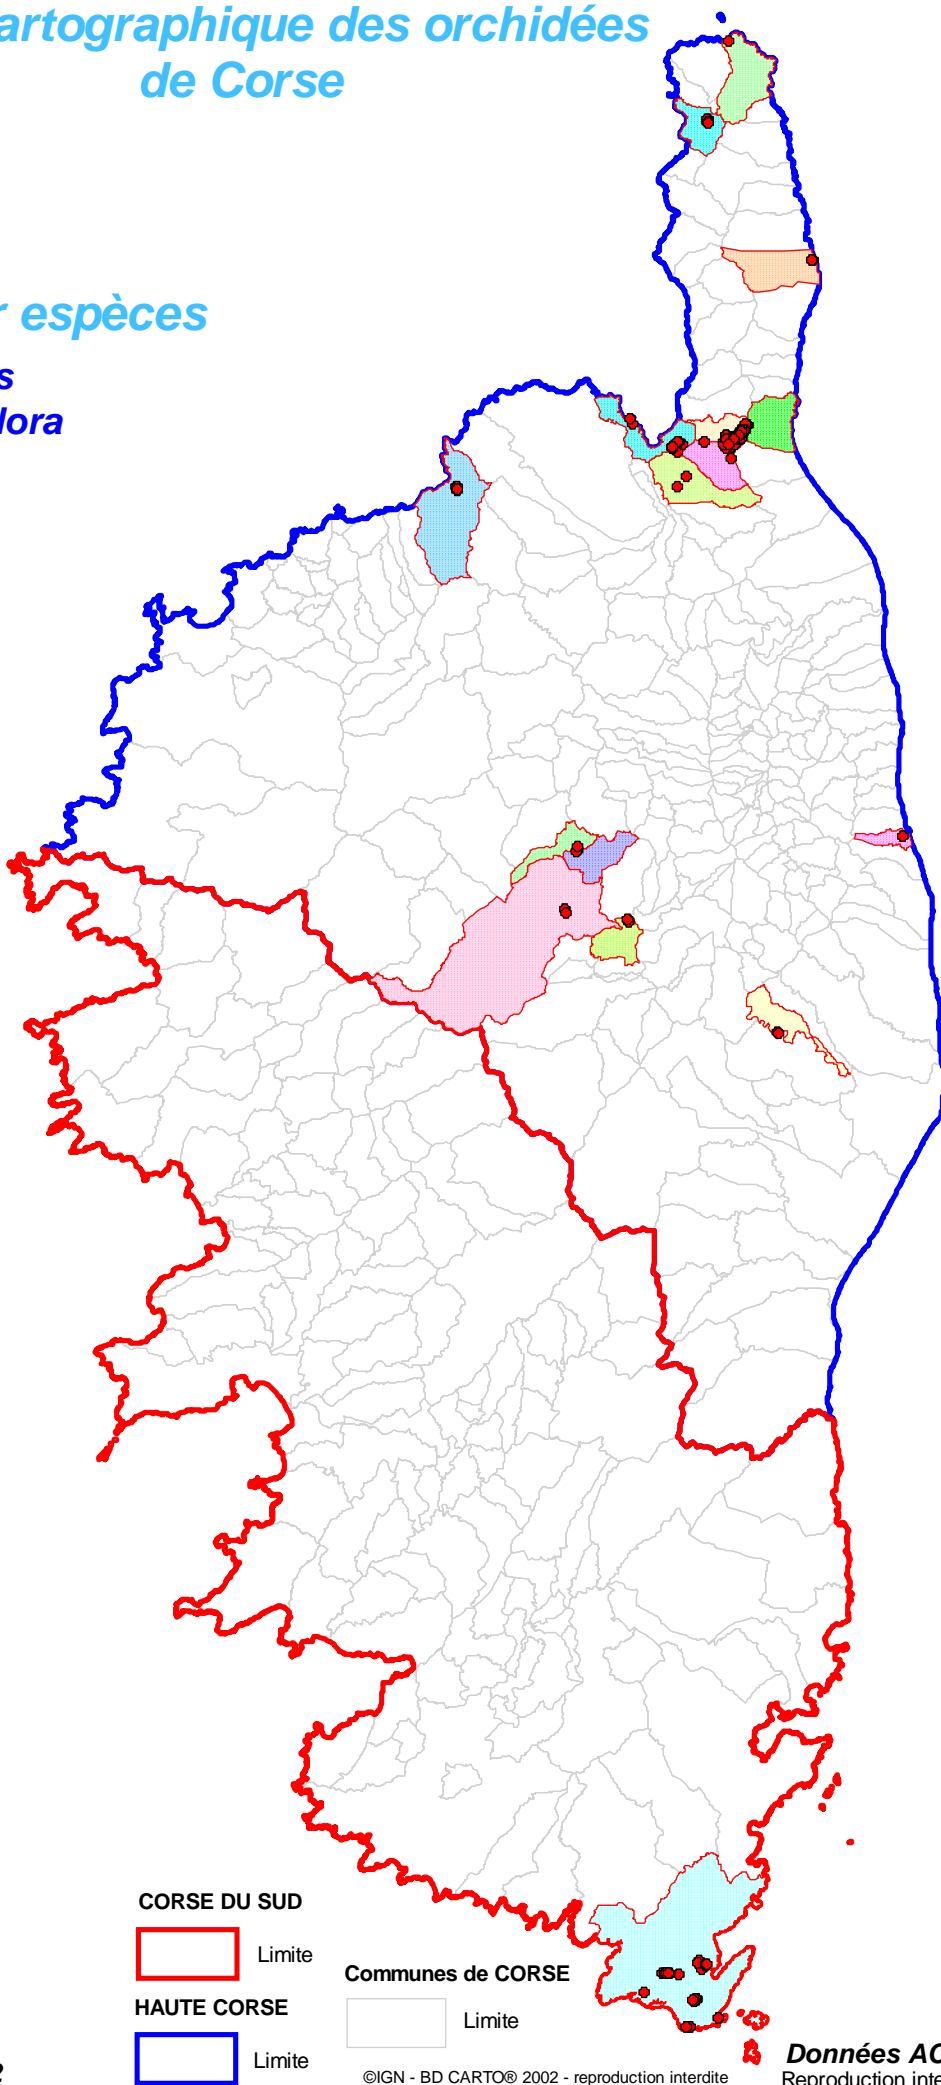 artographique des orchidées
de Corse
r espèces
s
lora
CORSE DU SUD
Limite
HAUTE CORSE
Limite
Communes de CORSE
Limite
2
©IGN - BD CARTO® 2002 - reproduction interdite
Données AC
Reproduction inte